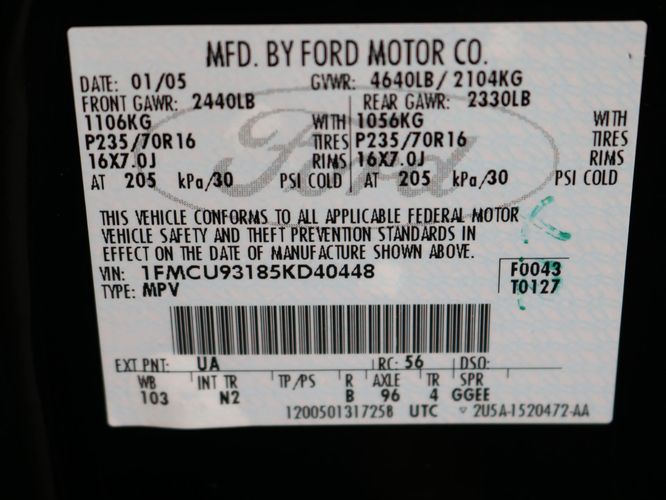 MFD. BY FORD MOTOR CO.
DATE: 01/05 GVWR: 4640LB/ 2104KG
FRONT GAWR: 2440LB REAR GAWR: 2330LB
1106KG WITH 1056KG WITH
P235/70R16 TIRES P235/70R16 TIRES
16X7.0J RIMS 16X7.0J RIMS
AT 205 kPa/30 PSI COLD AT 205 kPa/30 PSI COLD
Ford
THIS VEHICLE CONFORMS TO ALL APPLICABLE FEDERAL MOTOR
VEHICLE SAFETY AND THEFT PREVENTION STANDARDS IN
EFFECT ON THE DATE OF MANUFACTURE SHOWN ABOVE.
VIN: 1FMCU93185KD40448 F0043
TYPE: MPV T0127
EXT PNT: UA RC: 56 DSO:
WB INT TR TP/PS R AXLE TR SPR
103 N2 B 96 4 GGEE
120050131725B UTC 2U5A-1520472-AA